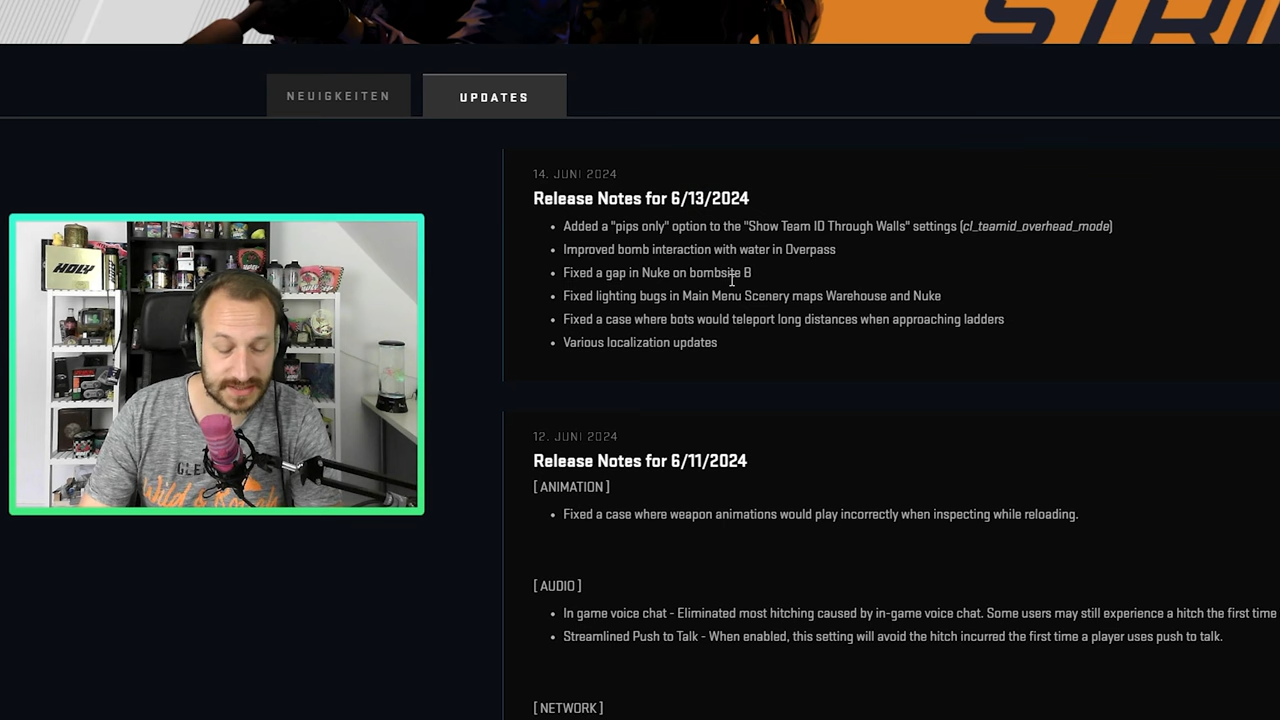 STRI
NEUIGKEITEN
UPDATES
14. JUNI 2024
Release Notes for 6/13/2024
• Added a "pips only" option to the "Show Team ID Through Walls" settings [cl_teamid_overhead_mode]
• Improved bomb interaction with water in Overpass
• Fixed a gap in Nuke on bombsite B
• Fixed lighting bugs in Main Menu Scenery maps Warehouse and Nuke
• Fixed a case where bots would teleport long distances when approaching ladders
• Various localization updates
HOLY
12. JUNI 2024
Release Notes for 6/11/2024
[ ANIMATION ]
• Fixed a case where weapon animations would play incorrectly when inspecting while reloading.
[ AUDIO ]
• In game voice chat - Eliminated most hitching caused by in-game voice chat. Some users may still experience a hitch the first time
• Streamlined Push to Talk - When enabled, this setting will avoid the hitch incurred the first time a player uses push to talk.
[ NETWORK ]